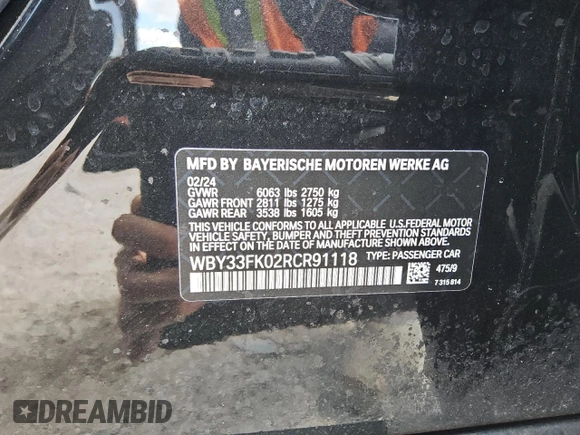 MFD BY BAYERISCHE MOTOREN WERKE AG
02/24
GVWR 6063 lbs 2750 kg
GAWR FRONT 2811 lbs 1275 kg
GAWR REAR 3538 lbs 1605 kg
THIS VEHICLE CONFORMS TO ALL APPLICABLE U.S.FEDERAL MOTOR
VEHICLE SAFETY, BUMPER, AND THEFT PREVENTION STANDARDS
IN EFFECT ON THE DATE OF MANUFACTURE SHOWN ABOVE.
WBY33FK02RCR91118 TYPE: PASSENGER CAR
475/9
7 315 814
DREAMBID